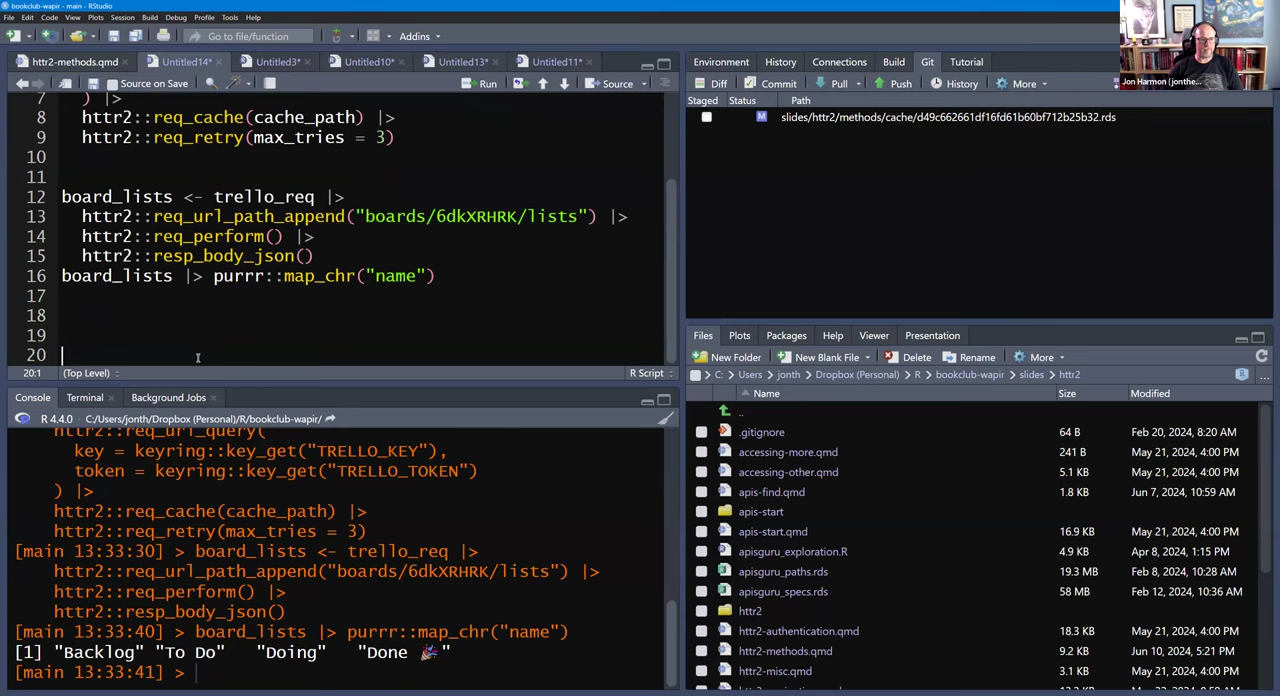 bookclub-wapir - main - RStudio
File Edit Code View Plots Session Build Debug Profile Tools Help
Go to file/function Addins
httr2-methods.qmd Untitled14* Untitled3* Untitled10* Untitled13* Untitled11*
Source on Save Run Source
7 ) |>
8 httr2::req_cache(cache_path) |>
9 httr2::req_retry(max_tries = 3)
10
11
12 board_lists <- trello_req |>
13 httr2::req_url_path_append("boards/6dkXRHRK/lists") |>
14 httr2::req_perform() |>
15 httr2::resp_body_json()
16 board_lists |> purrr::map_chr("name")
17
18
19
20
20:1 (Top Level) R Script
Console Terminal Background Jobs
R 4.4.0 · C:/Users/jonth/Dropbox (Personal)/R/bookclub-wapir/
httr2::req_url_query(
key = keyring::key_get("TRELLO_KEY"),
token = keyring::key_get("TRELLO_TOKEN")
) |>
httr2::req_cache(cache_path) |>
httr2::req_retry(max_tries = 3)
[main 13:33:30] > board_lists <- trello_req |>
httr2::req_url_path_append("boards/6dkXRHRK/lists") |>
httr2::req_perform() |>
httr2::resp_body_json()
[main 13:33:40] > board_lists |> purrr::map_chr("name")
[1] "Backlog" "To Do" "Doing" "Done 🎉"
[main 13:33:41] >
Environment History Connections Build Git Tutorial
Diff Commit Pull Push History More
Staged Status Path
M slides/httr2/methods/cache/d49c662661df16fd61b60bf712b25b32.rds
Jon Harmon (jonthe...
Files Plots Packages Help Viewer Presentation
New Folder New Blank File Delete Rename More
C: Users jonth Dropbox (Personal) R bookclub-wapir slides httr2 ...
Name Size Modified
..
.gitignore 64 B Feb 20, 2024, 8:20 AM
accessing-more.qmd 241 B May 21, 2024, 4:00 PM
accessing-other.qmd 5.1 KB May 21, 2024, 4:00 PM
apis-find.qmd 1.8 KB Jun 7, 2024, 10:59 AM
apis-start
apis-start.qmd 16.9 KB May 21, 2024, 4:00 PM
apisguru_exploration.R 4.9 KB Apr 8, 2024, 1:15 PM
apisguru_paths.rds 19.3 MB Feb 8, 2024, 10:28 AM
apisguru_specs.rds 58 MB Feb 12, 2024, 10:36 AM
httr2
httr2-authentication.qmd 18.3 KB May 21, 2024, 4:00 PM
httr2-methods.qmd 9.2 KB Jun 10, 2024, 5:21 PM
httr2-misc.qmd 3.1 KB May 21, 2024, 4:00 PM